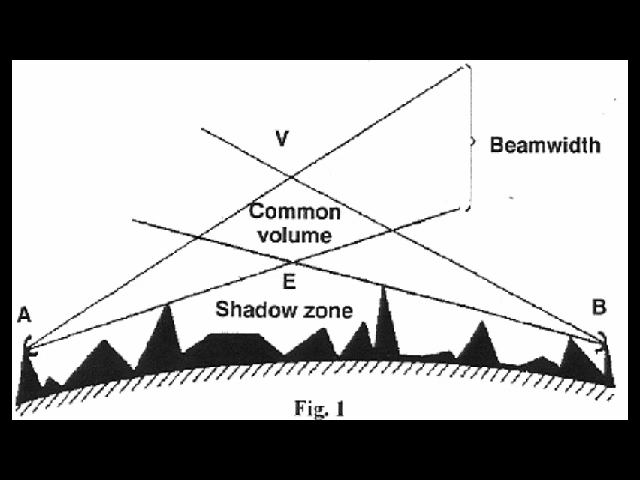 V
Beamwidth
Common
volume
E
A
Shadow zone
B
Fig. 1